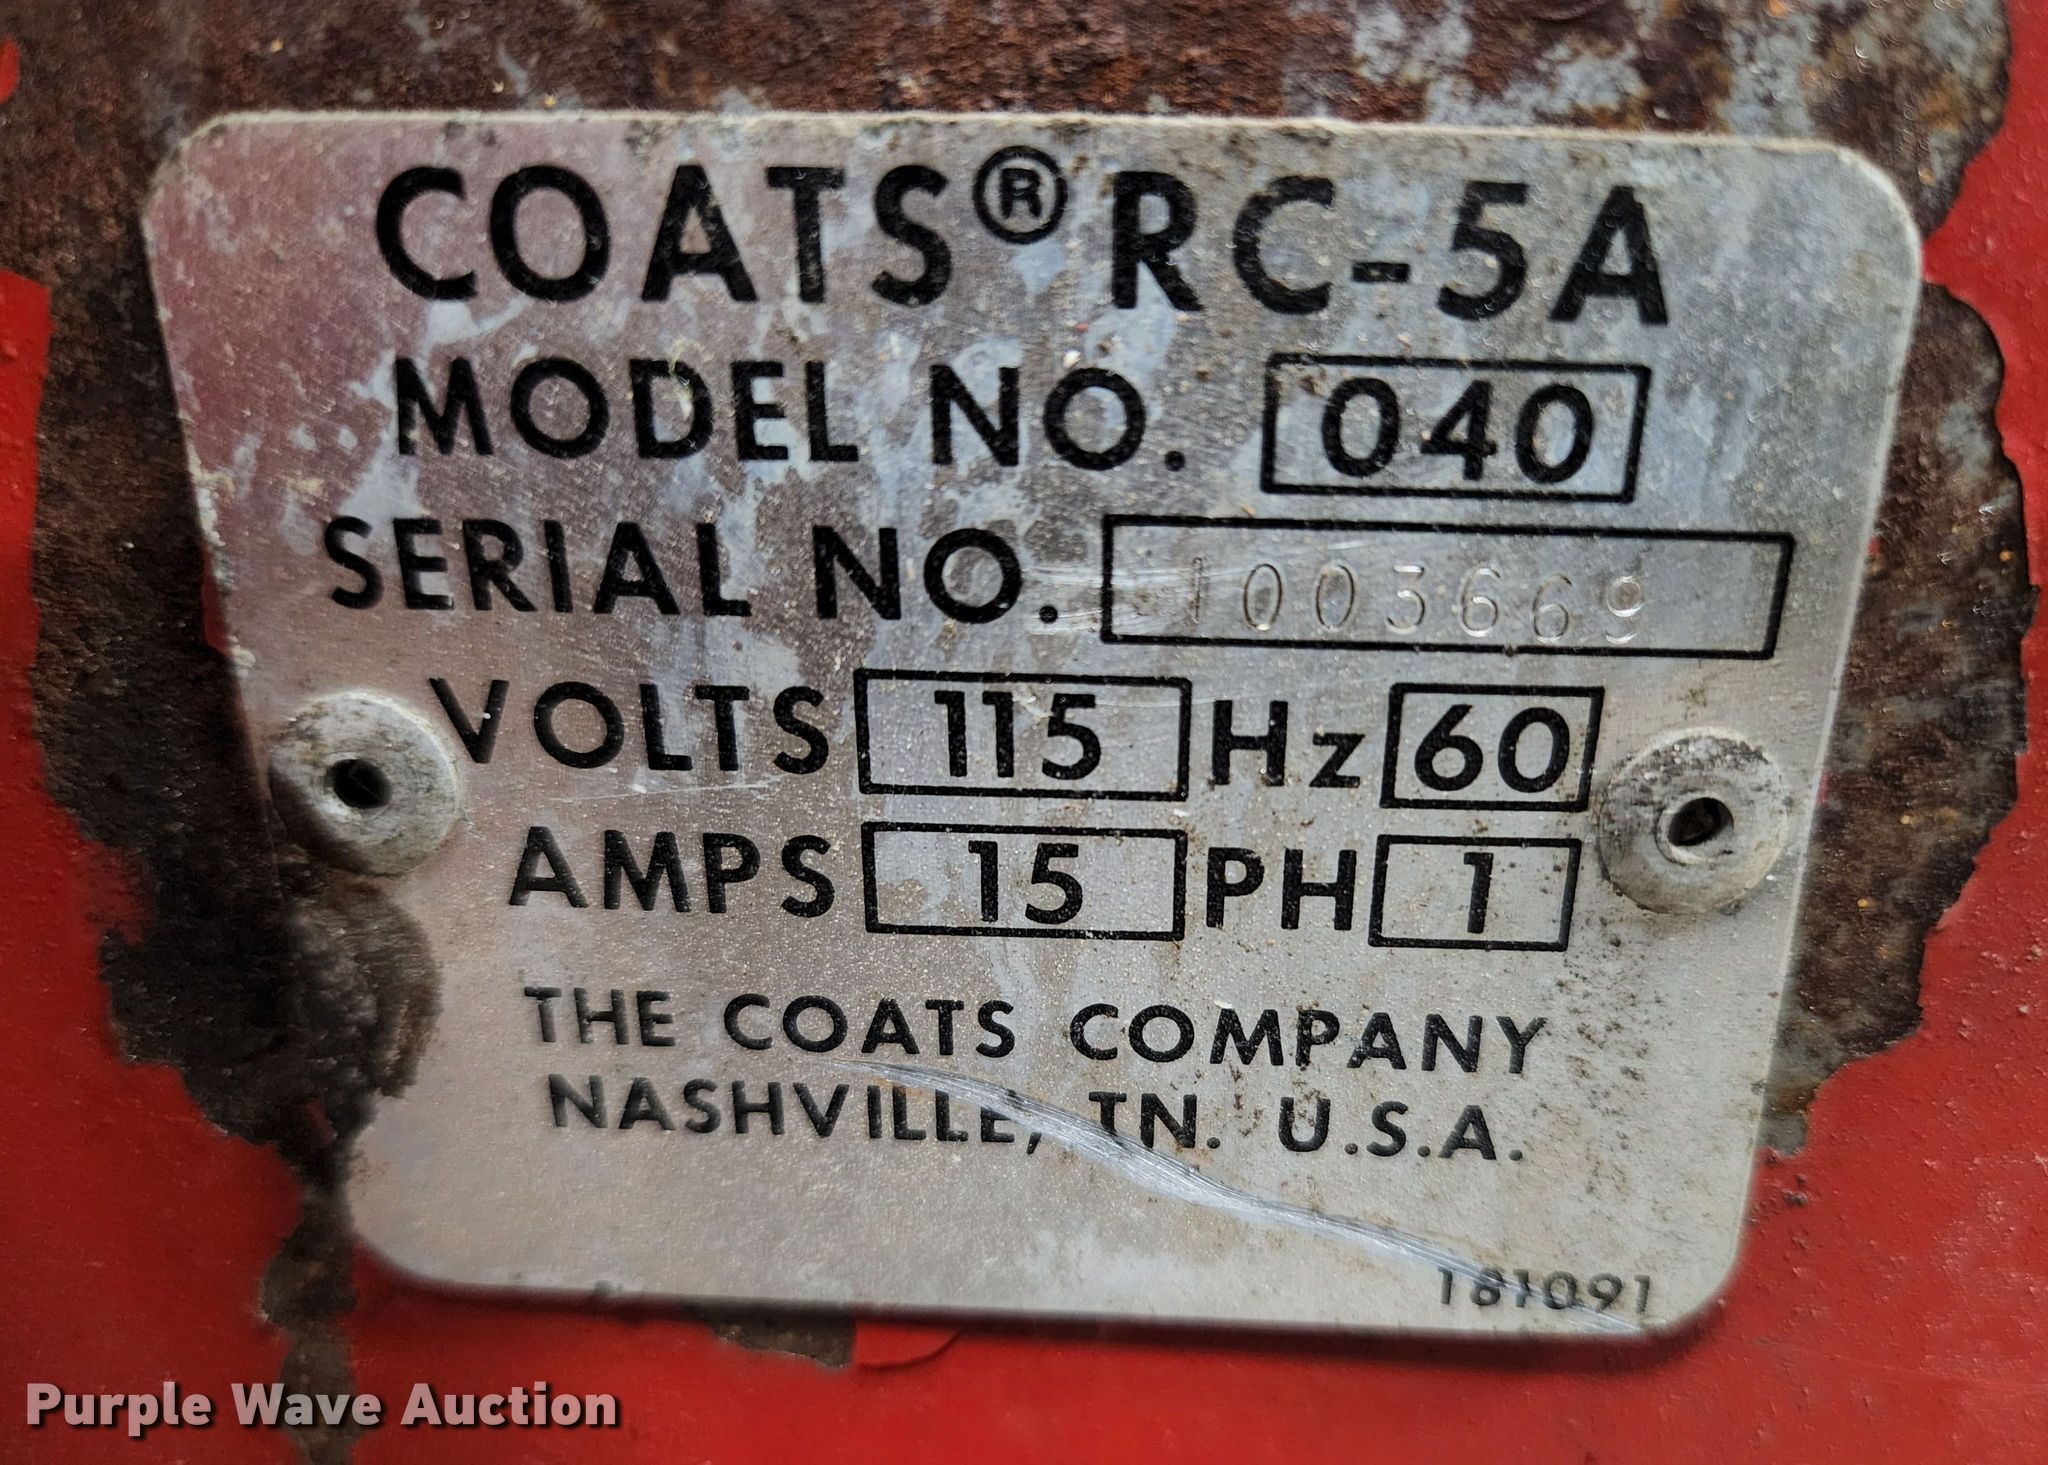 COATS® RC-5A
MODEL NO. 040
SERIAL NO. 1003669
VOLTS 115 Hz 60
AMPS 15 PH 1
THE COATS COMPANY
NASHVILLE, TN. U.S.A.
181091
Purple Wave Auction